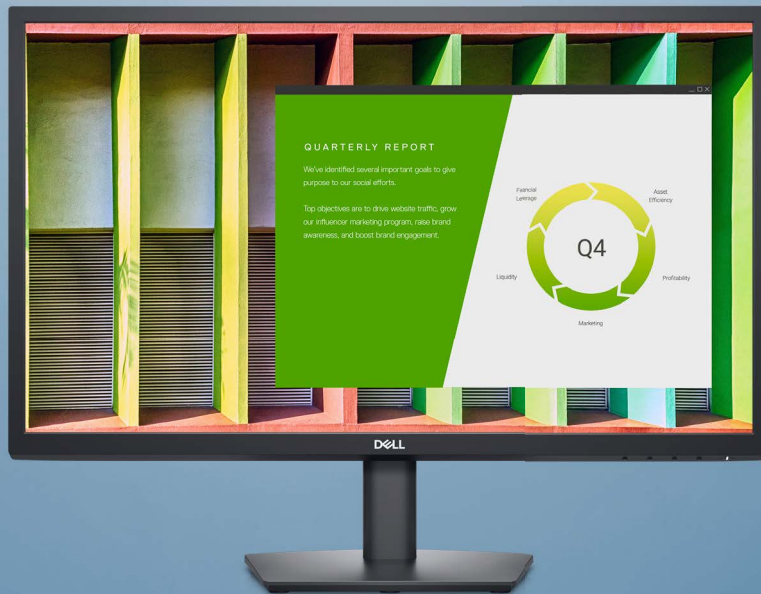 QUARTERLY REPORT
We've identified several important goals to give
purpose to our social efforts.
Top objectives are to drive website traffic, grow
our influencer marketing program, raise brand
awareness, and boost brand engagement.
Fiancial
Leverage
Asset
Efficiency
Q4
Liquidity
Profitability
Marketing
DELL